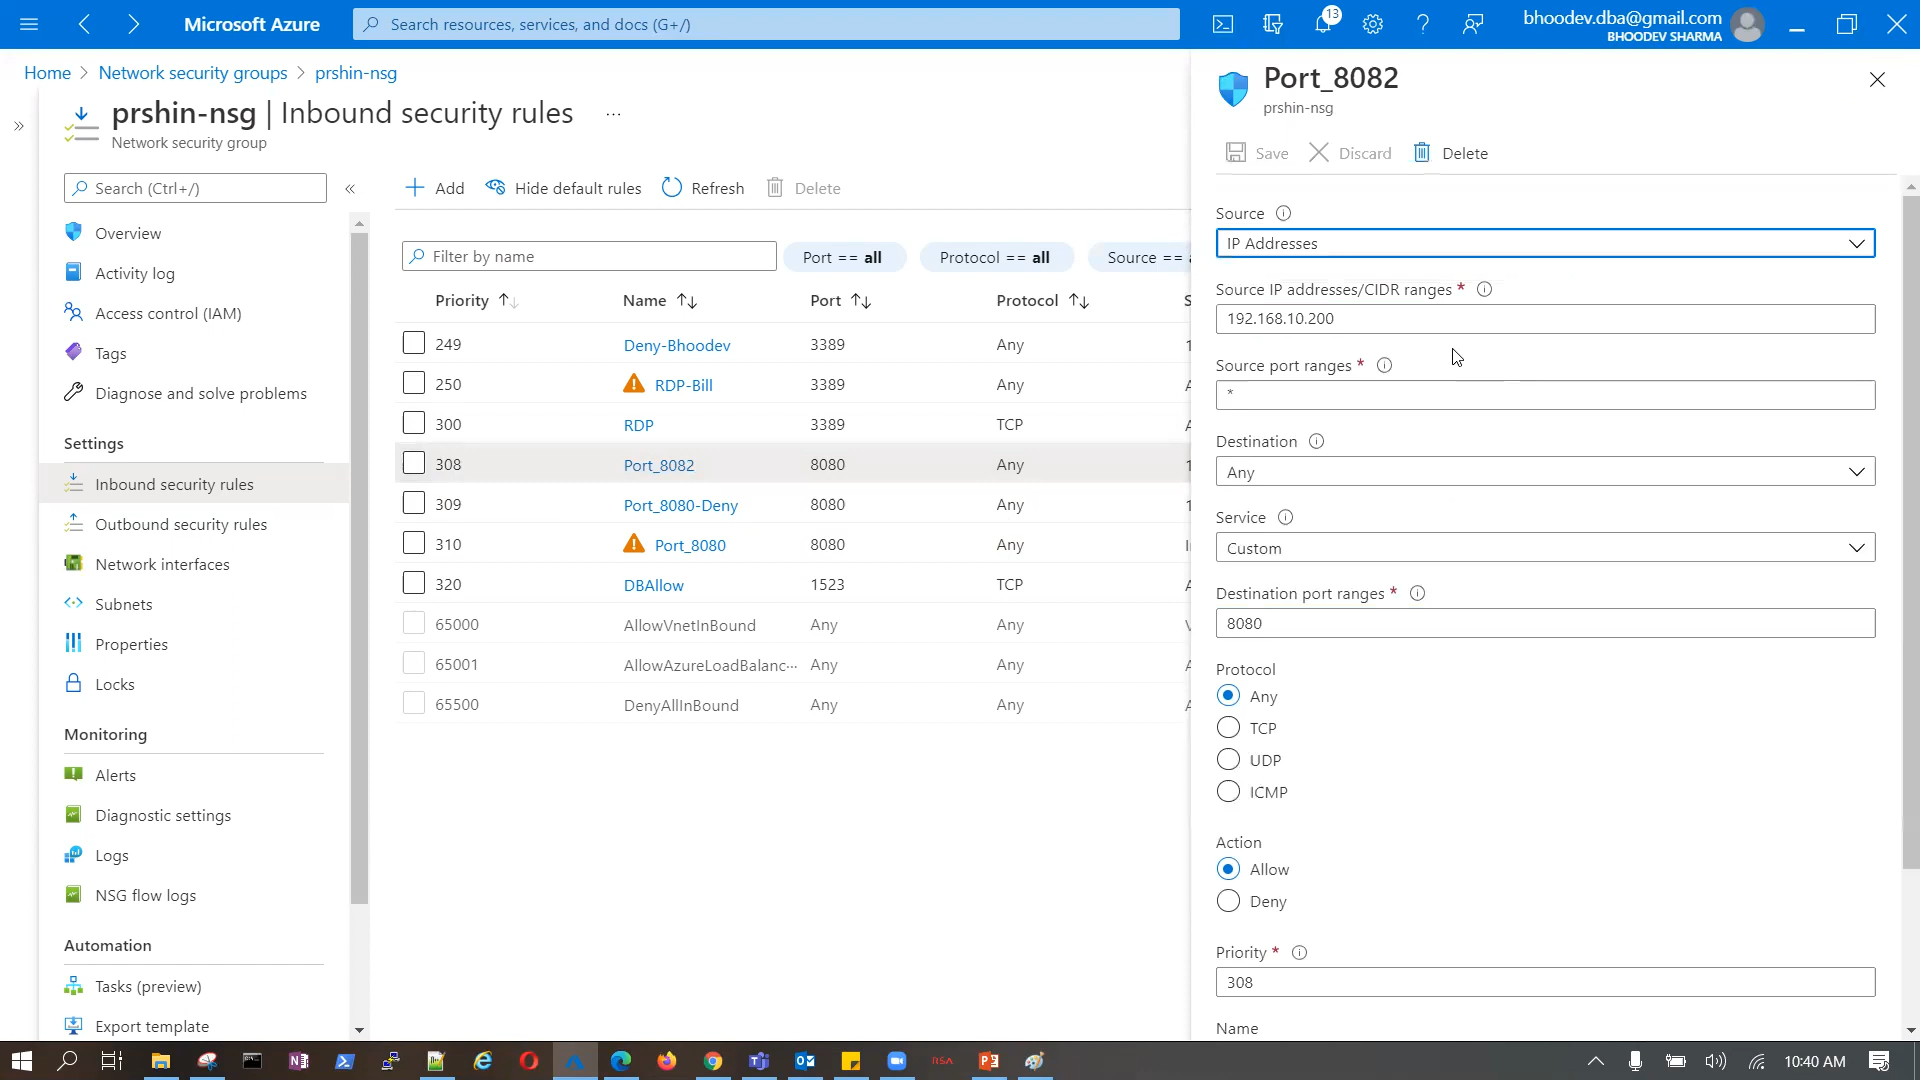 Microsoft Azure
Search resources, services, and docs (G+/)
13
bhoodev.dba@gmail.com
BHOODEV SHARMA
Home > Network security groups > prshin-nsg
prshin-nsg | Inbound security rules ...
Network security group
Search (Ctrl+/)
Overview
Activity log
Access control (IAM)
Tags
Diagnose and solve problems
Settings
Inbound security rules
Outbound security rules
Network interfaces
Subnets
Properties
Locks
Monitoring
Alerts
Diagnostic settings
Logs
NSG flow logs
Automation
Tasks (preview)
Export template
Add Hide default rules Refresh Delete
Filter by name
Port == all
Protocol == all
Source ==
Priority Name Port Protocol S
249 Deny-Bhoodev 3389 Any
250 RDP-Bill 3389 Any
300 RDP 3389 TCP
308 Port_8082 8080 Any
309 Port_8080-Deny 8080 Any
310 Port_8080 8080 Any
320 DBAllow 1523 TCP
65000 AllowVnetInBound Any Any
65001 AllowAzureLoadBalanc... Any Any
65500 DenyAllInBound Any Any
Port_8082
prshin-nsg
Save Discard Delete
Source
IP Addresses
Source IP addresses/CIDR ranges *
192.168.10.200
Source port ranges *
*
Destination
Any
Service
Custom
Destination port ranges *
8080
Protocol
Any
TCP
UDP
ICMP
Action
Allow
Deny
Priority *
308
Name
RSA
10:40 AM